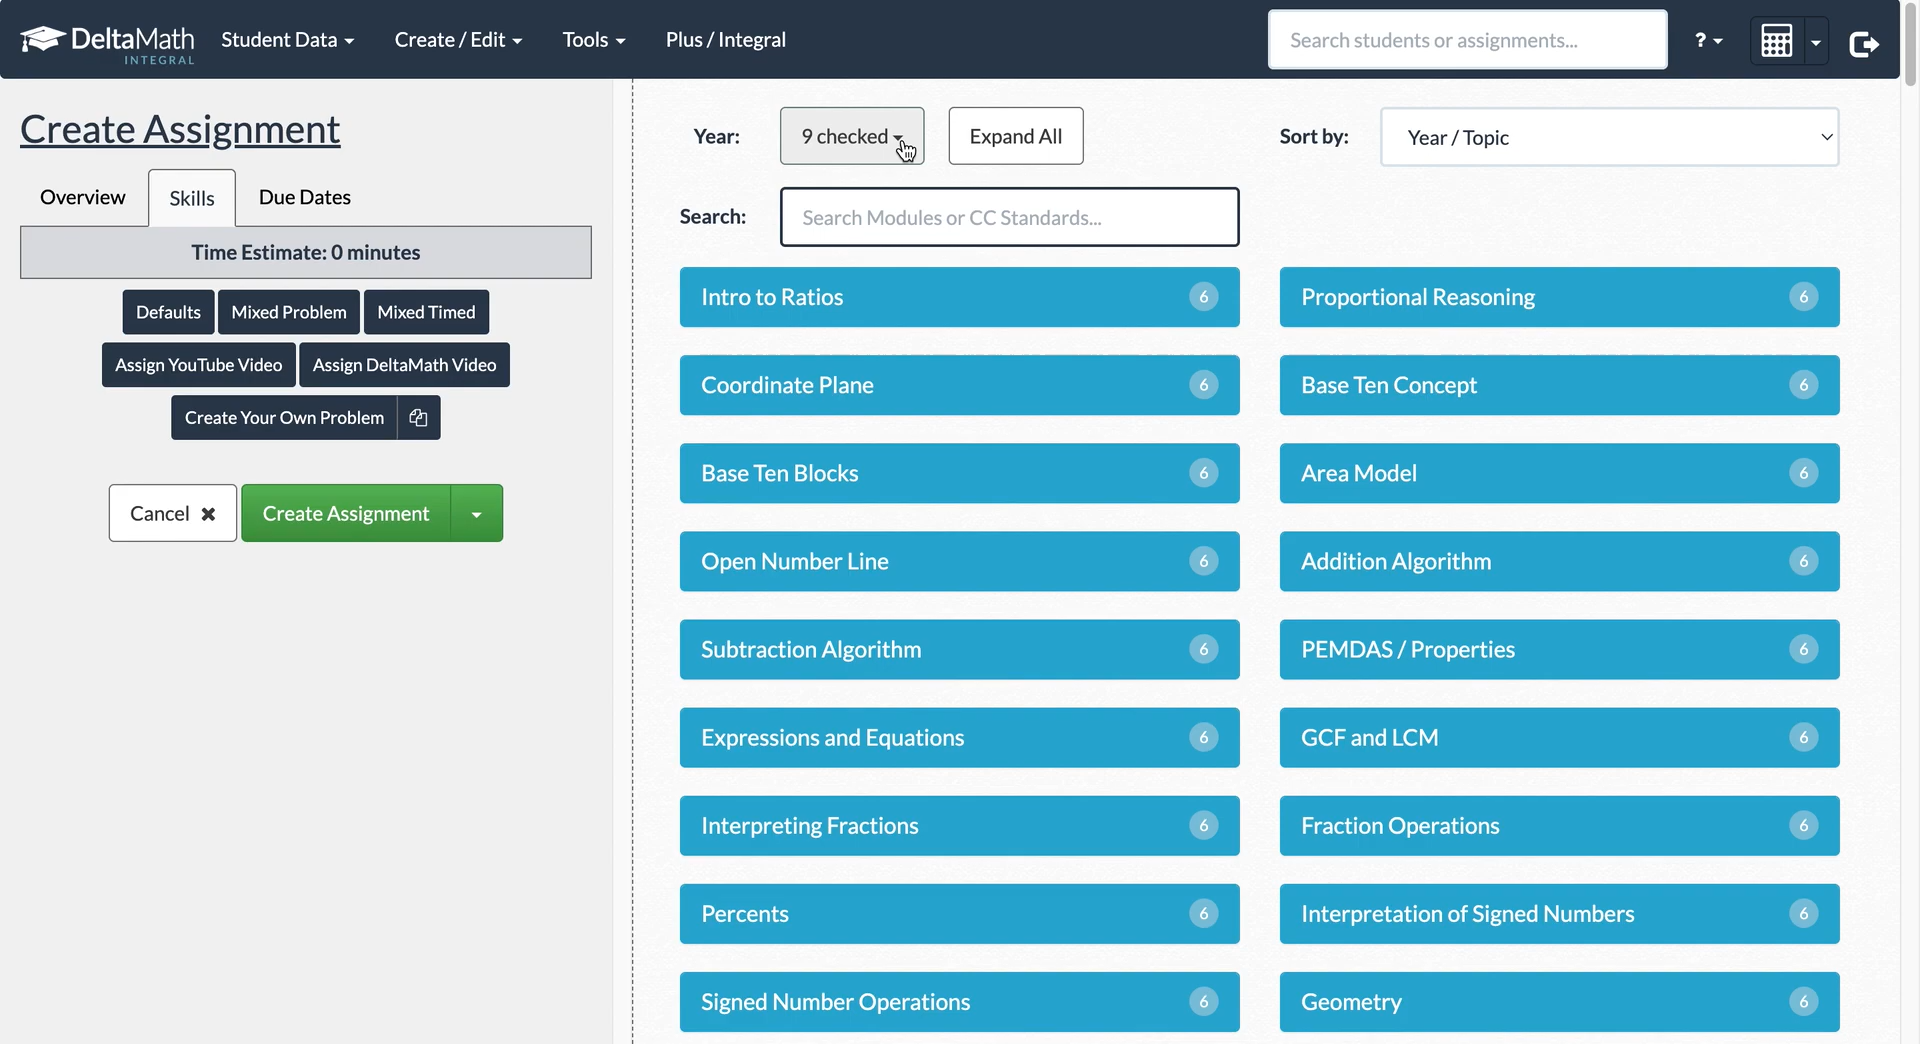 DeltaMath
INTEGRAL
Student Data
Create / Edit
Tools
Plus / Integral
Search students or assignments...
?
Create Assignment
Overview
Skills
Due Dates
Time Estimate: 0 minutes
Defaults
Mixed Problem
Mixed Timed
Assign YouTube Video
Assign DeltaMath Video
Create Your Own Problem
Cancel
Create Assignment
Year:
9 checked
Expand All
Sort by:
Year / Topic
Search:
Search Modules or CC Standards...
Intro to Ratios 6
Proportional Reasoning 6
Coordinate Plane 6
Base Ten Concept 6
Base Ten Blocks 6
Area Model 6
Open Number Line 6
Addition Algorithm 6
Subtraction Algorithm 6
PEMDAS / Properties 6
Expressions and Equations 6
GCF and LCM 6
Interpreting Fractions 6
Fraction Operations 6
Percents 6
Interpretation of Signed Numbers 6
Signed Number Operations 6
Geometry 6